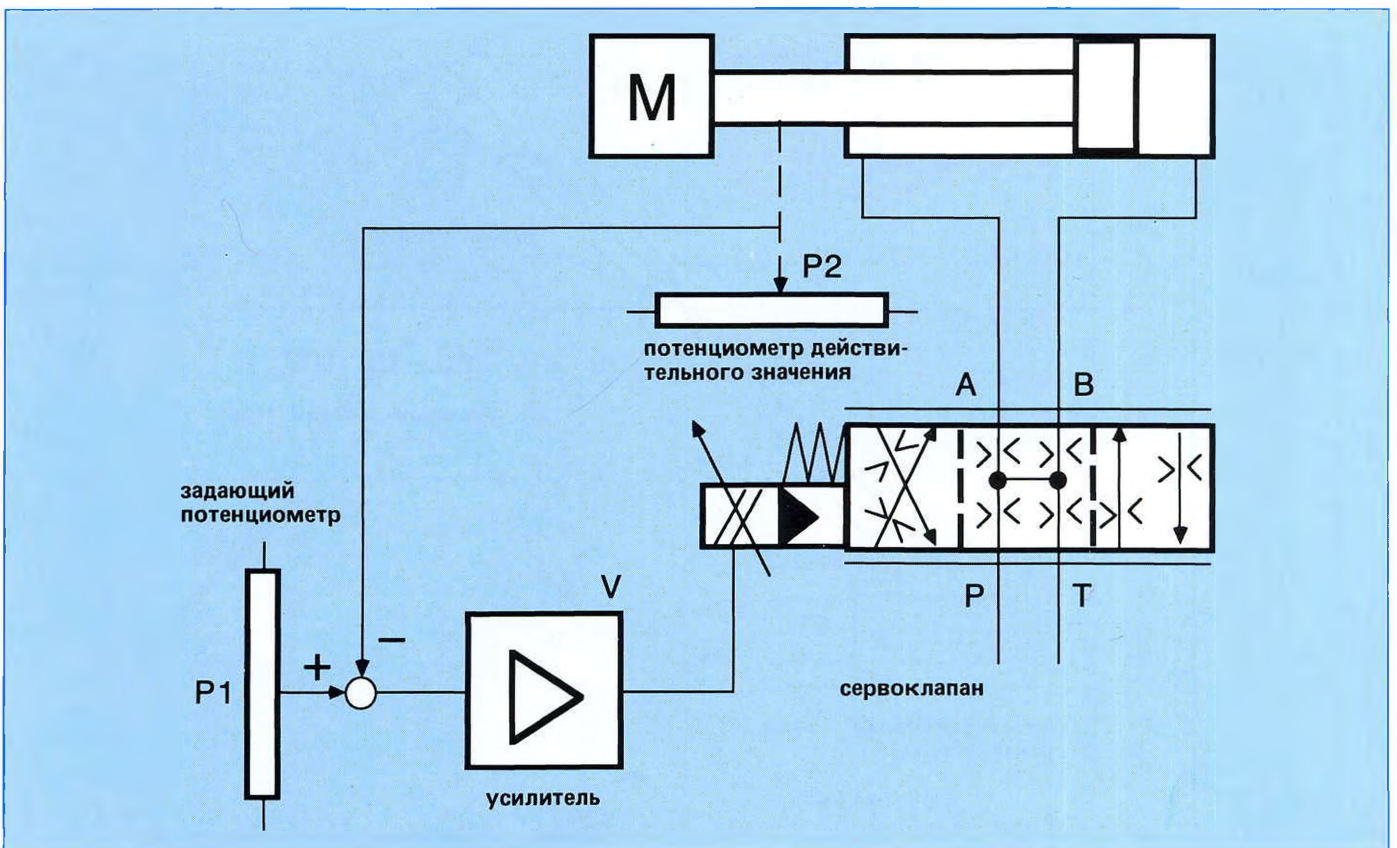 M
P2
потенциометр действи-
тельного значения
A
B
задающий
потенциометр
V
P
T
+
−
P1
сервоклапан
усилитель